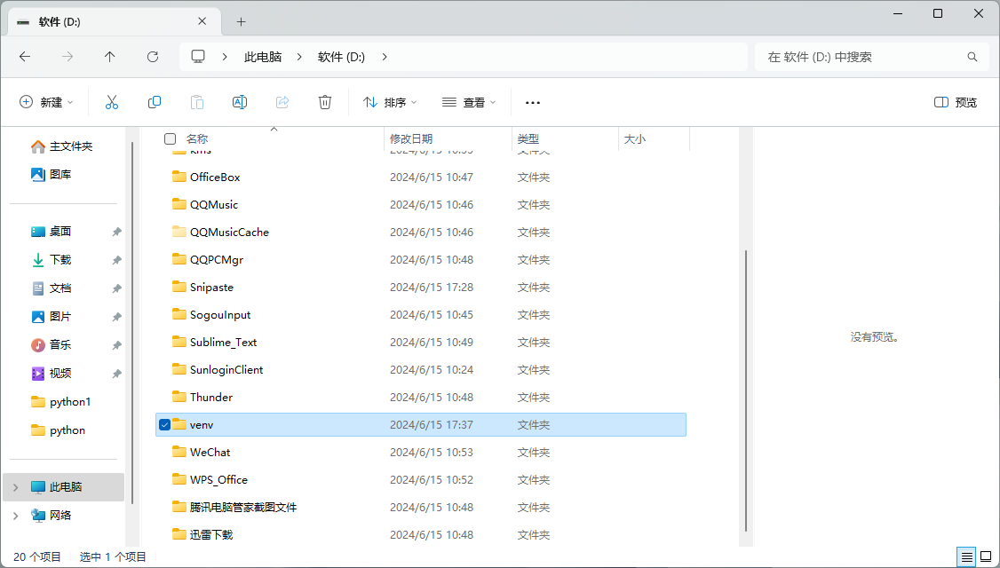 软件 (D:)
此电脑 软件 (D:) 在 软件 (D:) 中搜索
新建 排序 查看 预览
名称 修改日期 类型 大小
主文件夹
图库
桌面
下载
文档
图片
音乐
视频
python1
python
此电脑
网络
OfficeBox 2024/6/15 10:47 文件夹
QQMusic 2024/6/15 10:46 文件夹
QQMusicCache 2024/6/15 10:46 文件夹
QQPCMgr 2024/6/15 10:48 文件夹
Snipaste 2024/6/15 17:28 文件夹
SogouInput 2024/6/15 10:45 文件夹
Sublime_Text 2024/6/15 10:49 文件夹
SunloginClient 2024/6/15 10:24 文件夹
Thunder 2024/6/15 10:48 文件夹
venv 2024/6/15 17:37 文件夹
WeChat 2024/6/15 10:53 文件夹
WPS_Office 2024/6/15 10:52 文件夹
腾讯电脑管家截图文件 2024/6/15 10:48 文件夹
迅雷下载 2024/6/15 10:48 文件夹
没有预览。
20 个项目 选中 1 个项目